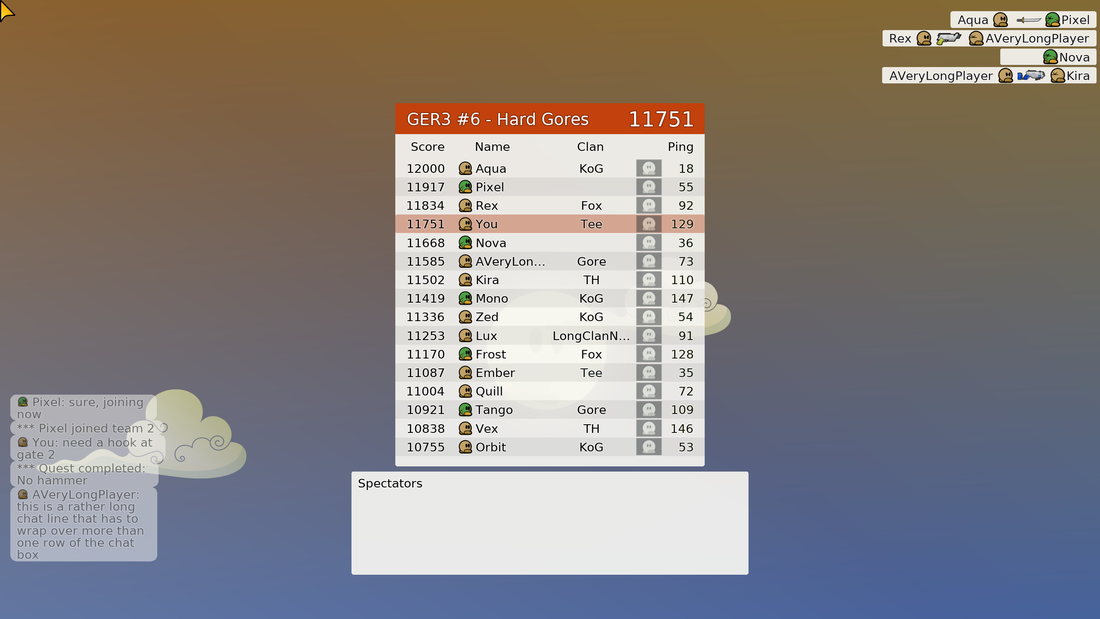 Aqua Pixel
Rex AVeryLongPlayer
Nova
AVeryLongPlayer Kira
GER3 #6 - Hard Gores 11751
Score Name Clan Ping
12000 Aqua KoG 18
11917 Pixel 55
11834 Rex Fox 92
11751 You Tee 129
11668 Nova 36
11585 AVeryLon... Gore 73
11502 Kira TH 110
11419 Mono KoG 147
11336 Zed KoG 54
11253 Lux LongClanN... 91
11170 Frost Fox 128
11087 Ember Tee 35
11004 Quill 72
10921 Tango Gore 109
10838 Vex TH 146
10755 Orbit KoG 53
Spectators
Pixel: sure, joining
now
*** Pixel joined team 2
You: need a hook at
gate 2
*** Quest completed:
No hammer
AVeryLongPlayer:
this is a rather long
chat line that has to
wrap over more than
one row of the chat
box